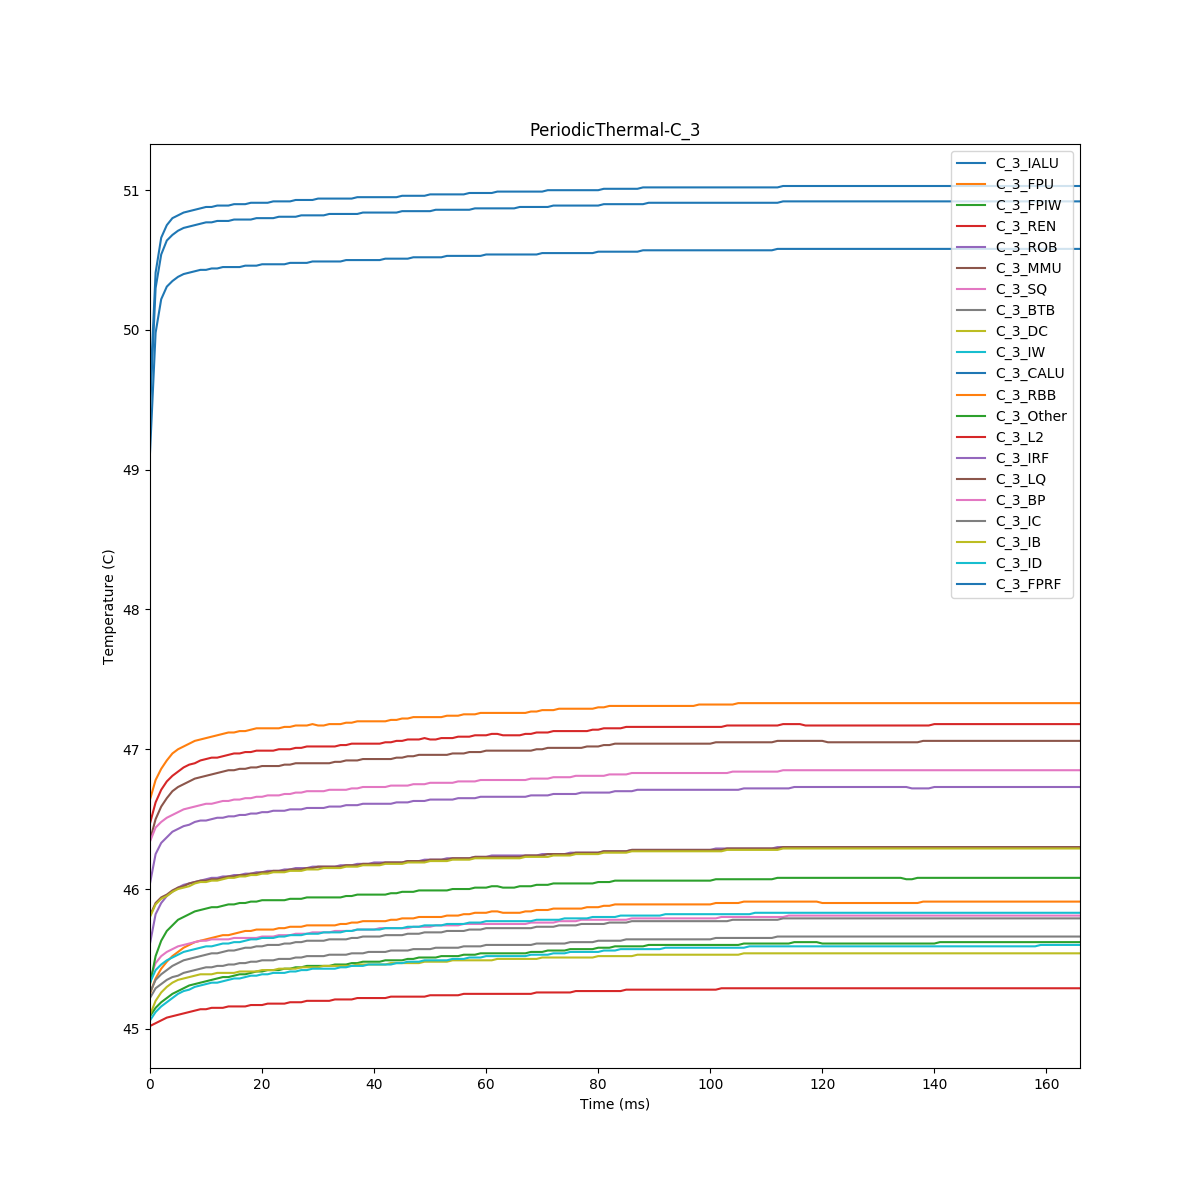 PeriodicThermal-C_3
51
50
49
48
47
46
45
Temperature (C)
0 20 40 60 80 100 120 140 160
Time (ms)
C_3_IALU
C_3_FPU
C_3_FPIW
C_3_REN
C_3_ROB
C_3_MMU
C_3_SQ
C_3_BTB
C_3_DC
C_3_IW
C_3_CALU
C_3_RBB
C_3_Other
C_3_L2
C_3_IRF
C_3_LQ
C_3_BP
C_3_IC
C_3_IB
C_3_ID
C_3_FPRF